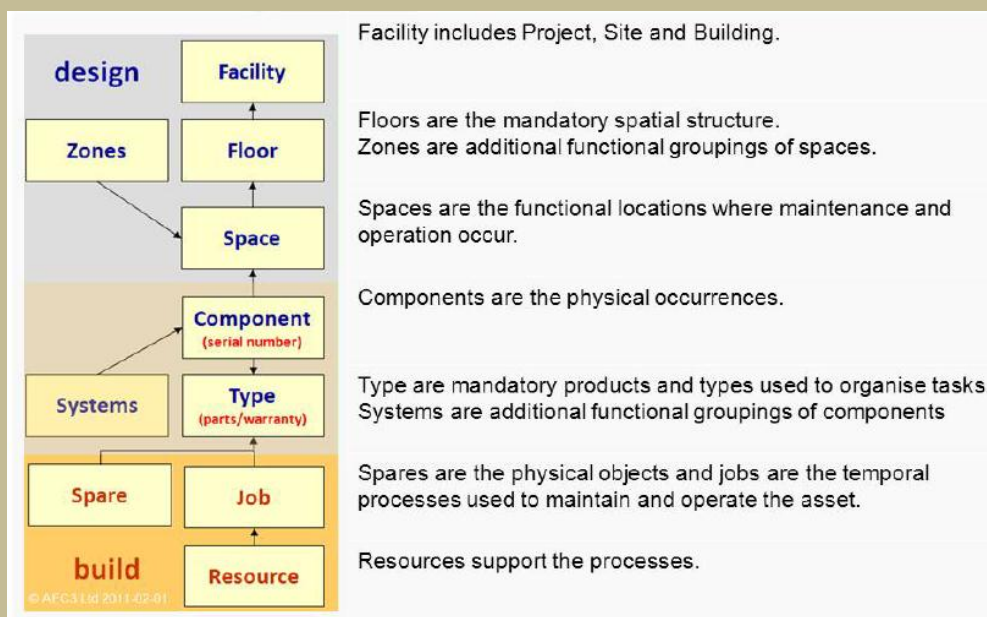 design
Facility
Facility includes Project, Site and Building.
Zones
Floor
Floors are the mandatory spatial structure.
Zones are additional functional groupings of spaces.
Space
Spaces are the functional locations where maintenance and
operation occur.
Component
(serial number)
Components are the physical occurrences.
Systems
Type
(parts/warranty)
Type are mandatory products and types used to organise tasks
Systems are additional functional groupings of components
Spare
Job
Spares are the physical objects and jobs are the temporal
processes used to maintain and operate the asset.
build
Resource
Resources support the processes.
© AEC3 Ltd 2011-02-01